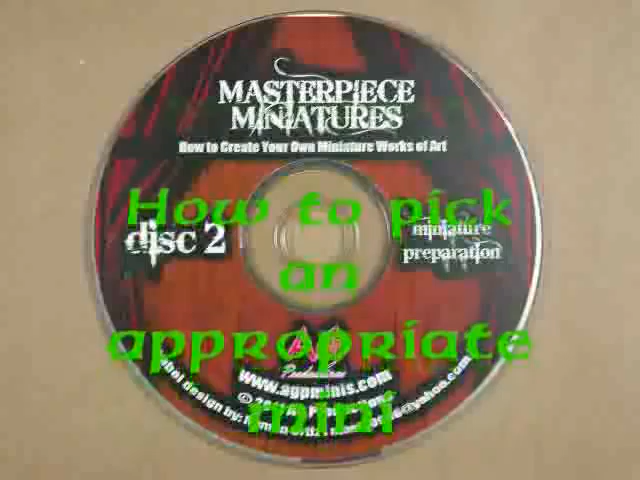 MASTERPIECE
MINIATURES
How to Create Your Own Miniature Works of Art
How to pick
disc 2
miniature
preparation
an
appropriate
www.agpminis.com
mini